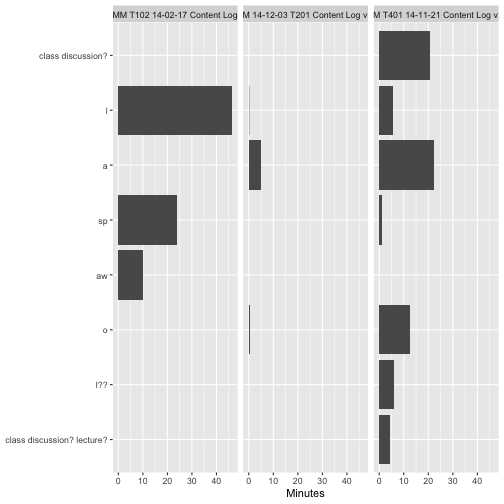 MM T102 14-02-17 Content Log
M 14-12-03 T201 Content Log v
M T401 14-11-21 Content Log v
class discussion?
l
a
sp
aw
o
l??
class discussion? lecture?
0 10 20 30 40 0 10 20 30 40 0 10 20 30 40
Minutes